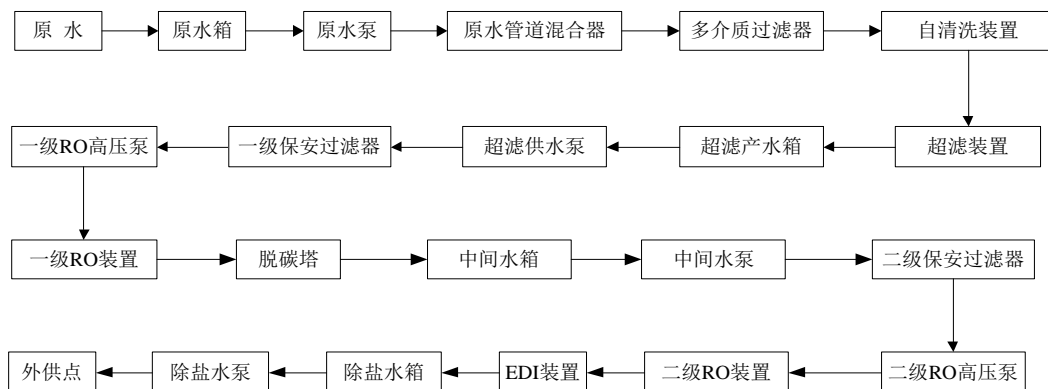 原 水
原水箱
原水泵
原水管道混合器
多介质过滤器
自清洗装置
一级RO高压泵
一级保安过滤器
超滤供水泵
超滤产水箱
超滤装置
一级RO装置
脱碳塔
中间水箱
中间水泵
二级保安过滤器
外供点
除盐水泵
除盐水箱
EDI装置
二级RO装置
二级RO高压泵